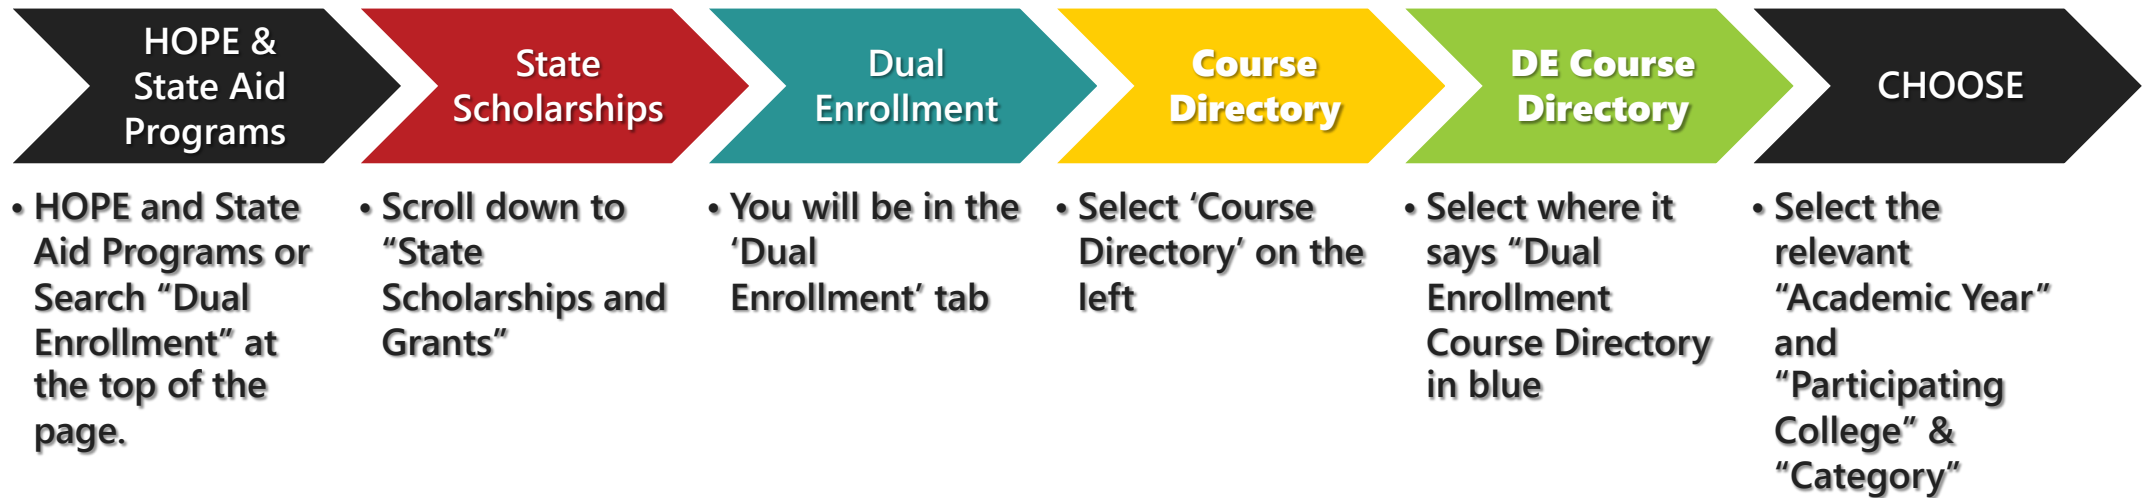 HOPE &
State Aid
Programs
State
Scholarships
Dual
Enrollment
Course
Directory
DE Course
Directory
CHOOSE
• HOPE and State
Aid Programs or
Search “Dual
Enrollment” at
the top of the
page.
• Scroll down to
“State
Scholarships and
Grants”
• You will be in the
‘Dual
Enrollment’ tab
• Select ‘Course
Directory’ on the
left
• Select where it
says “Dual
Enrollment
Course Directory
in blue
• Select the
relevant
“Academic Year”
and
“Participating
College” &
“Category”